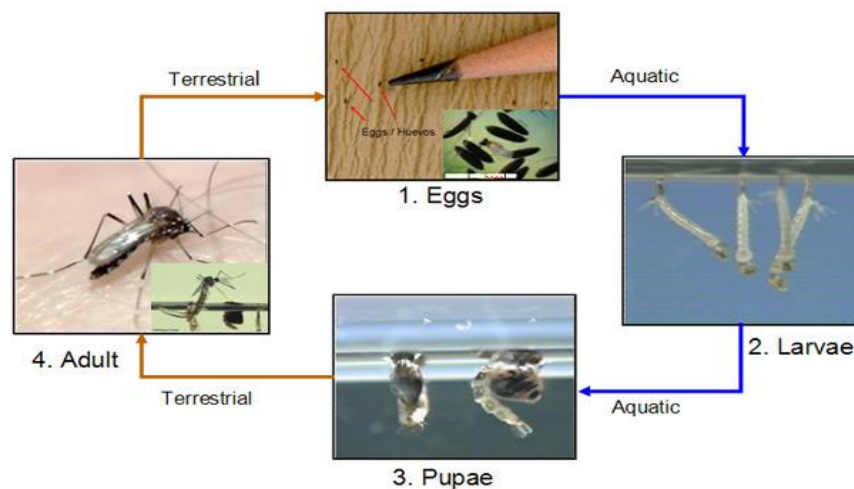 Terrestrial
Aquatic
Eggs / Huevos
1. Eggs
2. Larvae
4. Adult
Terrestrial
Aquatic
3. Pupae